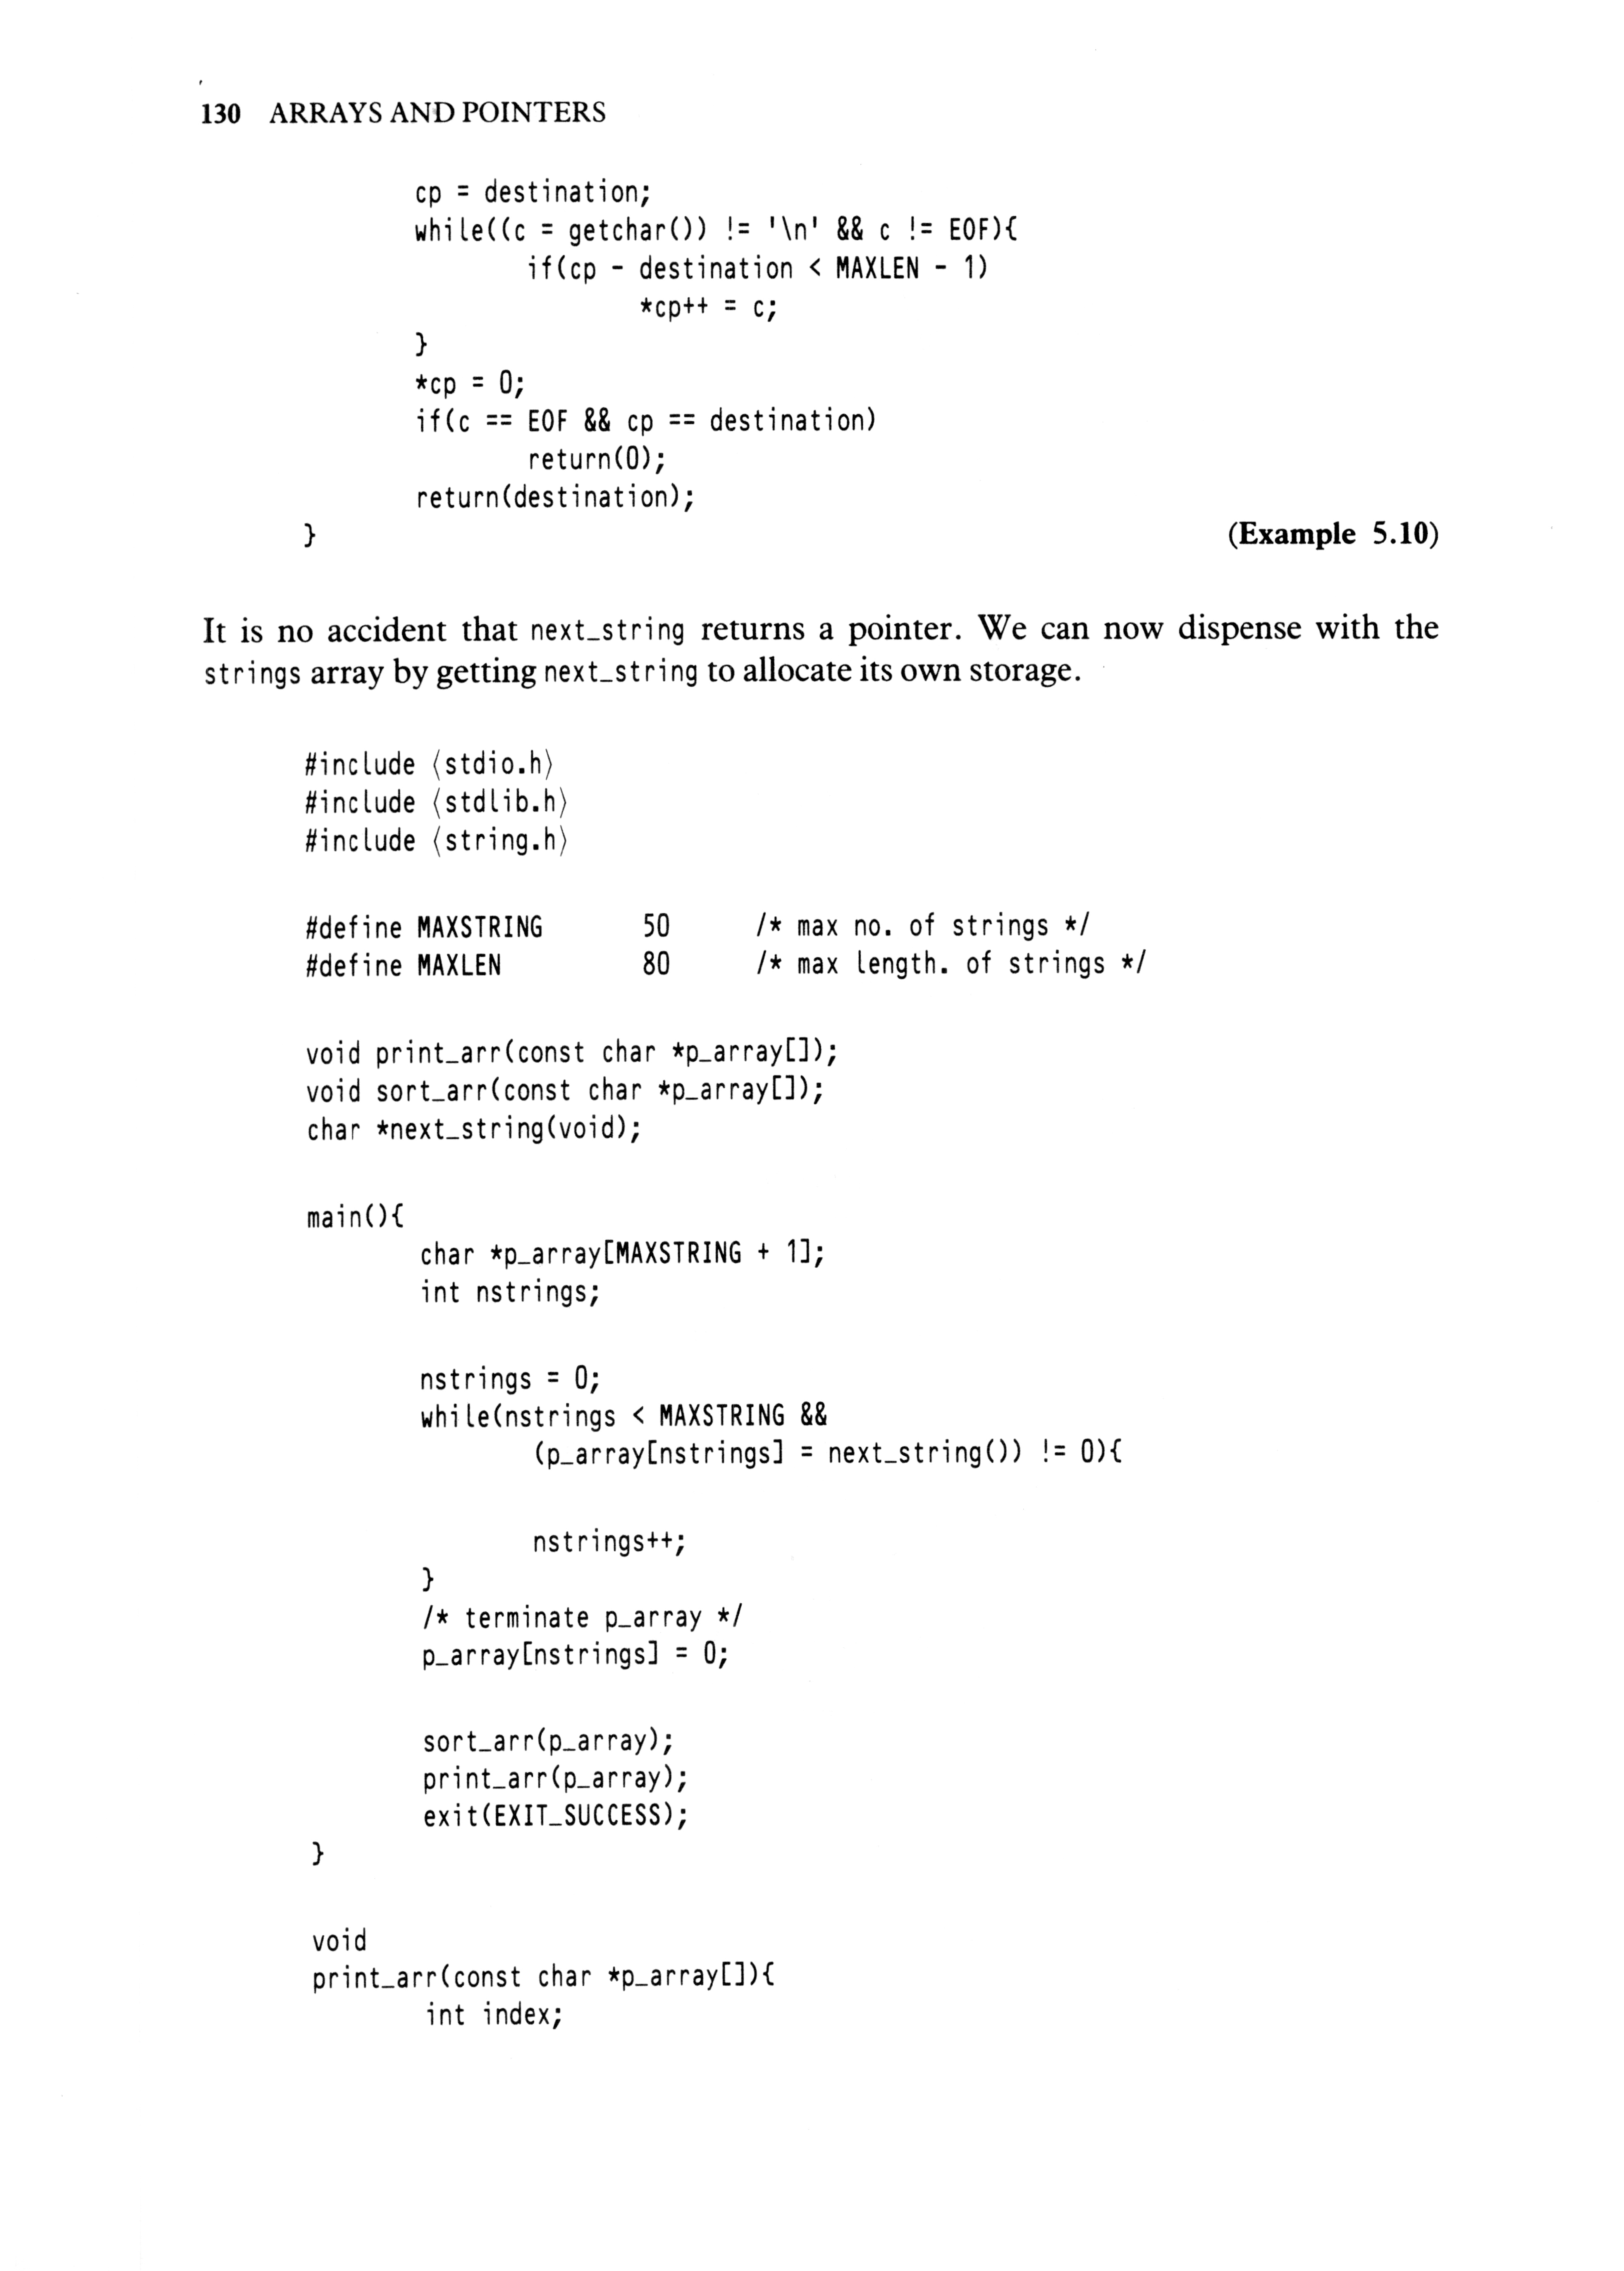 130 ARRAYS AND POINTERS
cp = destination;
while((c = getchar()) != '\n' && c != EOF){
if(cp - destination < MAXLEN - 1)
*cp++ = c;
}
*cp = 0;
if(c == EOF && cp == destination)
return(0);
return(destination);
}
(Example 5.10)
It is no accident that next_string returns a pointer. We can now dispense with the
strings array by getting next_string to allocate its own storage.
#include ⟨stdio.h⟩
#include ⟨stdlib.h⟩
#include ⟨string.h⟩
#define MAXSTRING 50 /* max no. of strings */
#define MAXLEN 80 /* max length. of strings */
void print_arr(const char *p_array[]);
void sort_arr(const char *p_array[]);
char *next_string(void);
main(){
char *p_array[MAXSTRING + 1];
int nstrings;
nstrings = 0;
while(nstrings < MAXSTRING &&
(p_array[nstrings] = next_string()) != 0){
nstrings++;
}
/* terminate p_array */
p_array[nstrings] = 0;
sort_arr(p_array);
print_arr(p_array);
exit(EXIT_SUCCESS);
}
void
print_arr(const char *p_array[]){
int index;